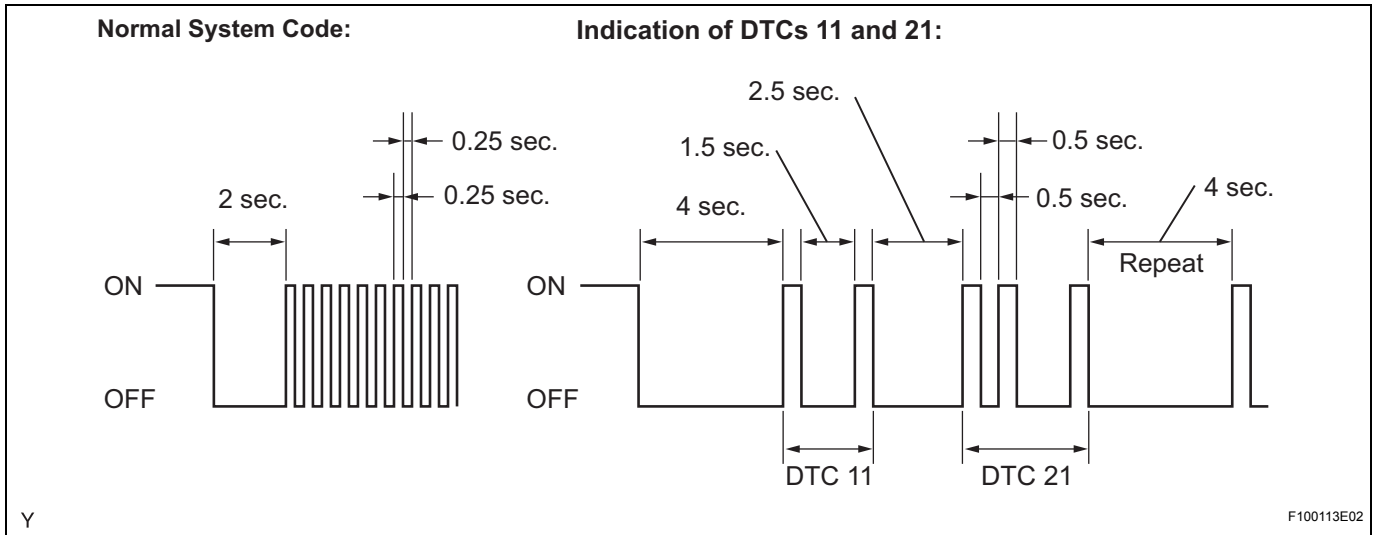 Normal System Code:
Indication of DTCs 11 and 21:
2.5 sec.
0.25 sec.
1.5 sec.
0.5 sec.
2 sec.
0.25 sec.
4 sec.
0.5 sec.
4 sec.
Repeat
ON
ON
OFF
OFF
DTC 11
DTC 21
Y
F100113E02